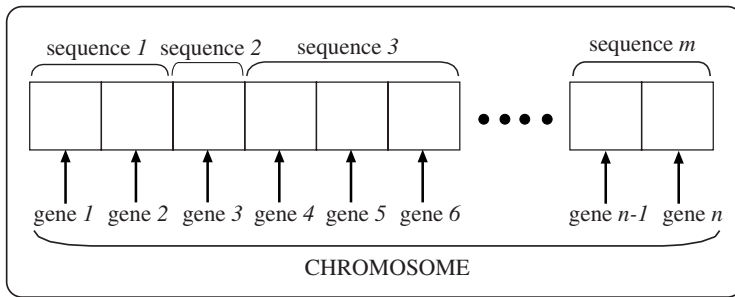 sequence 1 sequence 2 sequence 3 sequence m
gene 1 gene 2 gene 3 gene 4 gene 5 gene 6 gene n-1 gene n
CHROMOSOME